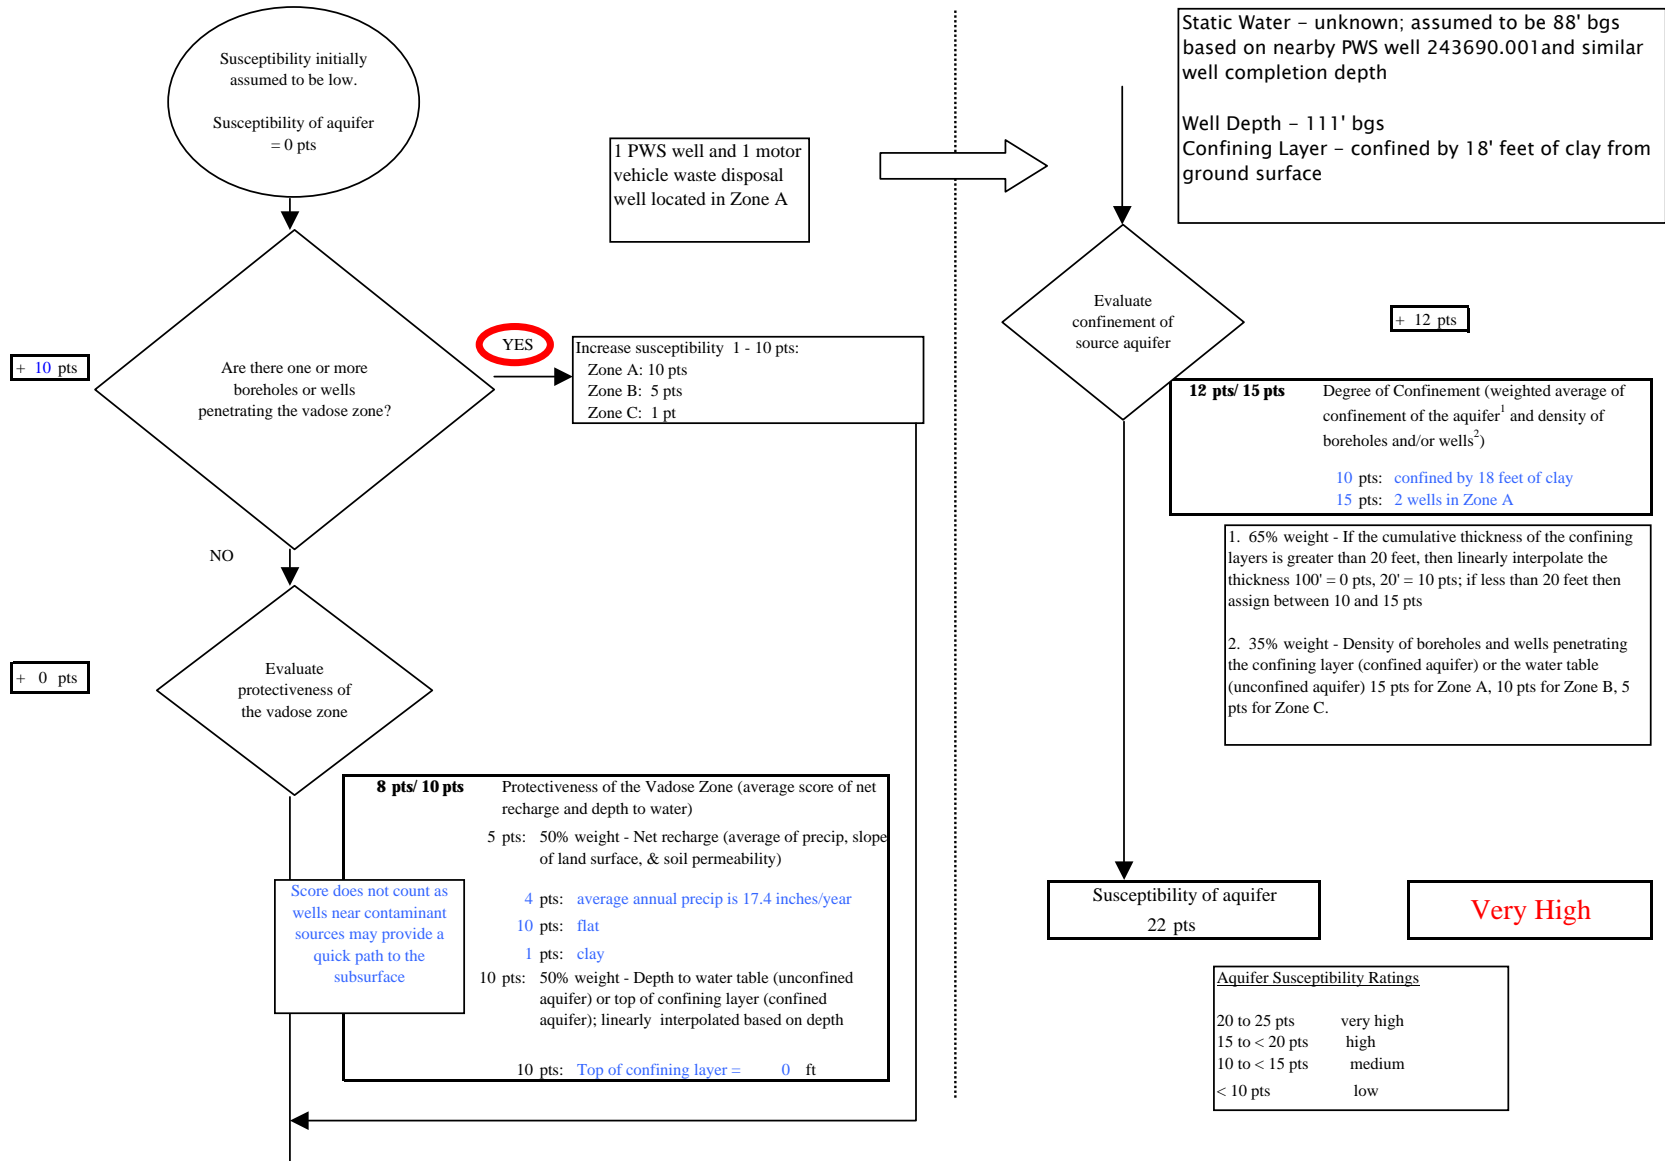 Susceptibility initially
assumed to be low.
Susceptibility of aquifer
= 0 pts
1 PWS well and 1 motor
vehicle waste disposal
well located in Zone A
+ 10 pts
Are there one or more
boreholes or wells
penetrating the vadose zone?
YES
Increase susceptibility 1 - 10 pts:
Zone A: 10 pts
Zone B: 5 pts
Zone C: 1 pt
NO
+ 0 pts
Evaluate
protectiveness of
the vadose zone
8 pts/ 10 pts Protectiveness of the Vadose Zone (average score of net
recharge and depth to water)
5 pts: 50% weight - Net recharge (average of precip, slope
of land surface, & soil permeability)
4 pts: average annual precip is 17.4 inches/year
10 pts: flat
1 pts: clay
10 pts: 50% weight - Depth to water table (unconfined
aquifer) or top of confining layer (confined
aquifer); linearly interpolated based on depth
10 pts: Top of confining layer = 0 ft
Score does not count as
wells near contaminant
sources may provide a
quick path to the
subsurface
Static Water – unknown; assumed to be 88' bgs
based on nearby PWS well 243690.001and similar
well completion depth
Well Depth – 111' bgs
Confining Layer – confined by 18' feet of clay from
ground surface
Evaluate
confinement of
source aquifer
+ 12 pts
12 pts/ 15 pts Degree of Confinement (weighted average of
confinement of the aquifer1 and density of
boreholes and/or wells2)
10 pts: confined by 18 feet of clay
15 pts: 2 wells in Zone A
1. 65% weight - If the cumulative thickness of the confining
layers is greater than 20 feet, then linearly interpolate the
thickness 100' = 0 pts, 20' = 10 pts; if less than 20 feet then
assign between 10 and 15 pts
2. 35% weight - Density of boreholes and wells penetrating
the confining layer (confined aquifer) or the water table
(unconfined aquifer) 15 pts for Zone A, 10 pts for Zone B, 5
pts for Zone C.
Susceptibility of aquifer
22 pts
Very High
Aquifer Susceptibility Ratings
20 to 25 pts very high
15 to < 20 pts high
10 to < 15 pts medium
< 10 pts low